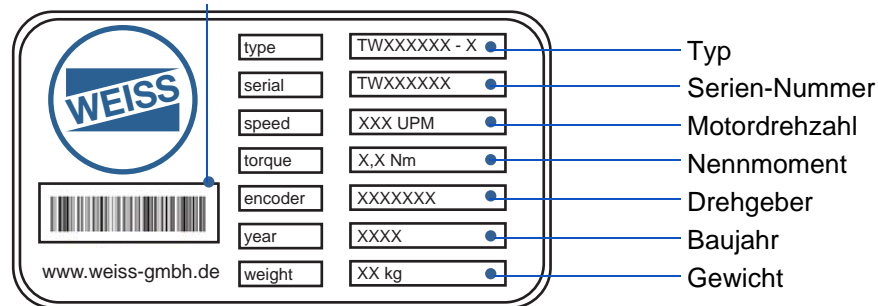 type TWXXXXXX - X Typ
WEISS
serial TWXXXXXX Serien-Nummer
speed XXX UPM Motordrehzahl
torque X,X Nm Nennmoment
encoder XXXXXXX Drehgeber
year XXXX Baujahr
www.weiss-gmbh.de weight XX kg Gewicht